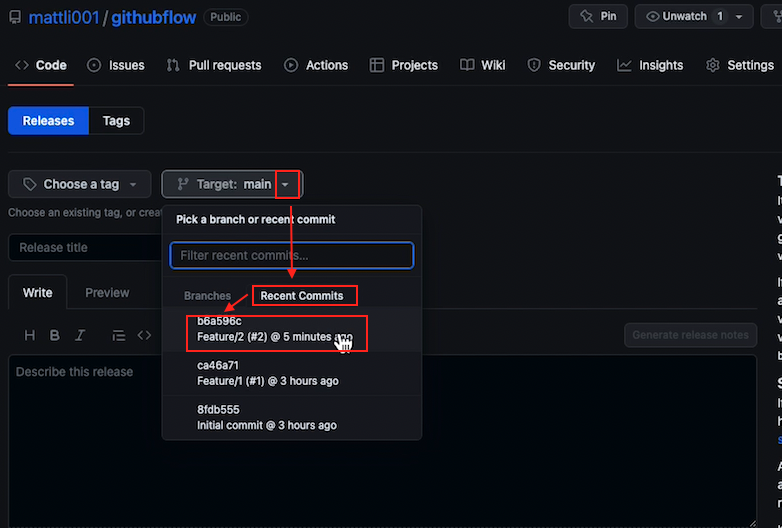 mattli001 / githubflow Public
Pin
Unwatch 1
Code
Issues
Pull requests
Actions
Projects
Wiki
Security
Insights
Settings
Releases
Tags
Choose a tag
Target: main
Choose an existing tag, or
Pick a branch or recent commit
Release title
Filter recent commits...
Write
Preview
Branches
Recent Commits
b6a596c
Feature/2 (#2) @ 5 minutes ago
H B I
Generate release notes
ca46a71
Feature/1 (#1) @ 3 hours ago
Describe this release
8fdb555
Initial commit @ 3 hours ago